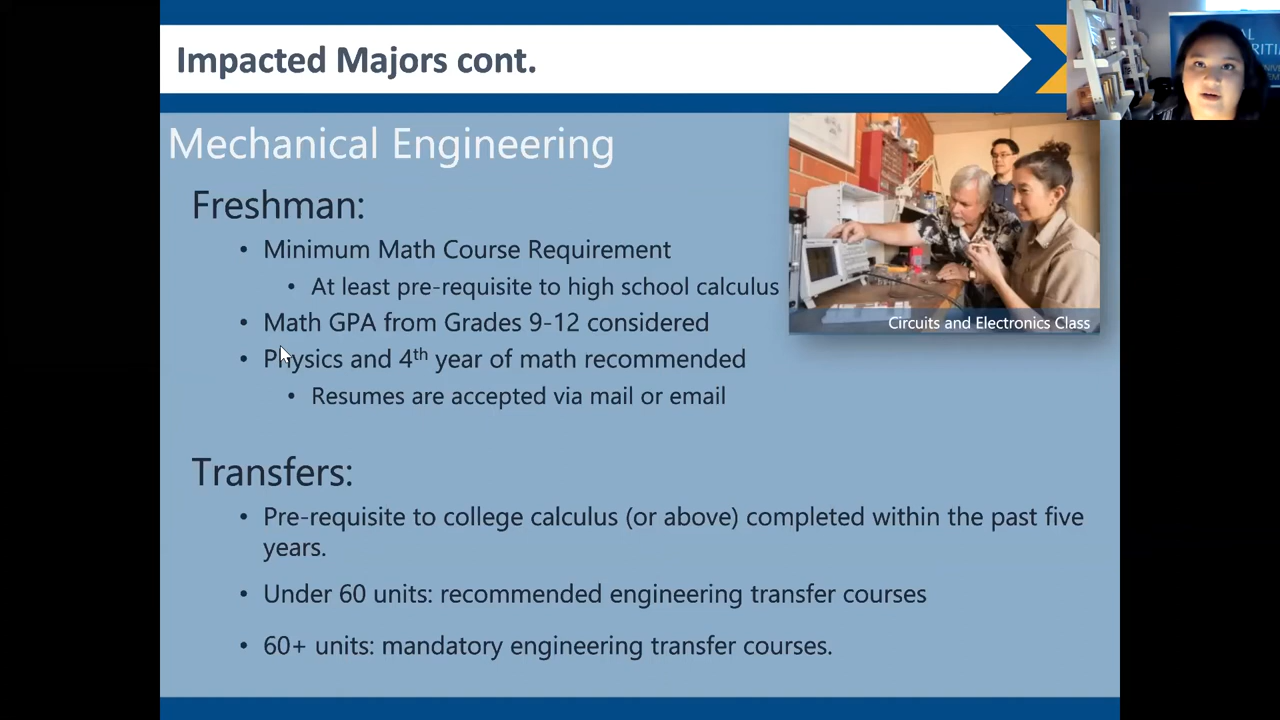 Impacted Majors cont.
Mechanical Engineering
Freshman:
• Minimum Math Course Requirement
• At least pre-requisite to high school calculus
• Math GPA from Grades 9-12 considered
• Physics and 4th year of math recommended
• Resumes are accepted via mail or email
Circuits and Electronics Class
Transfers:
• Pre-requisite to college calculus (or above) completed within the past five
years.
• Under 60 units: recommended engineering transfer courses
• 60+ units: mandatory engineering transfer courses.